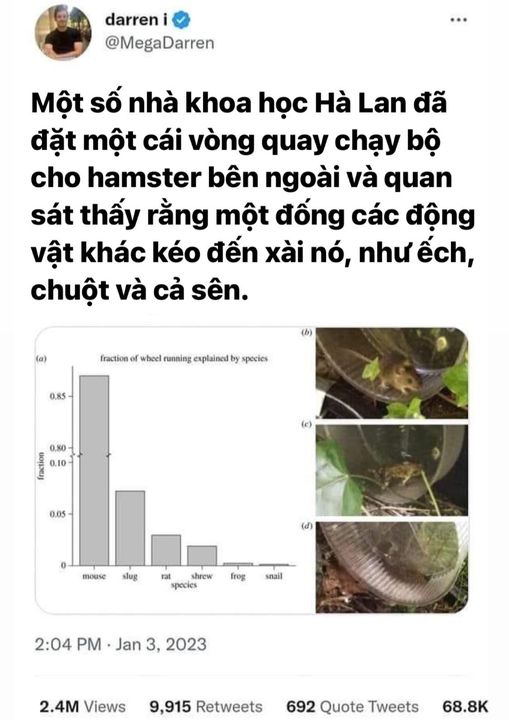 darren i
@MegaDarren
Một số nhà khoa học Hà Lan đã
đặt một cái vòng quay chạy bộ
cho hamster bên ngoài và quan
sát thấy rằng một đống các động
vật khác kéo đến xài nó, như ếch,
chuột và cả sên.
(a)
fraction of wheel running explained by species
fraction
0.85
0.80
0.10
0.05
0
mouse slug rat shrew frog snail
species
(b)
(c)
(d)
2:04 PM · Jan 3, 2023
2.4M Views 9,915 Retweets 692 Quote Tweets 68.8K